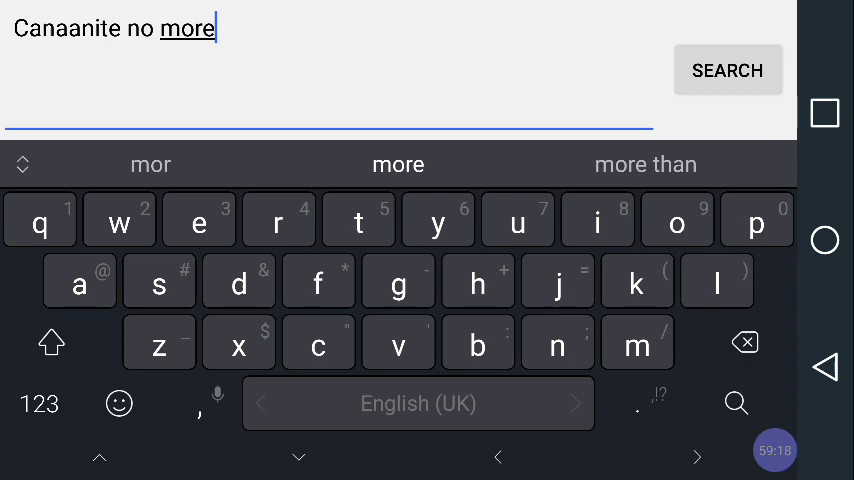 Canaanite no more
SEARCH
mor more more than
q 1 w 2 e 3 r 4 t 5 y 6 u 7 i 8 o 9 p 0
a @ s # d & f * g - h + j = k ( l )
z _ x $ c " v ' b : n ; m /
123 , English (UK) . ,!?
59:18